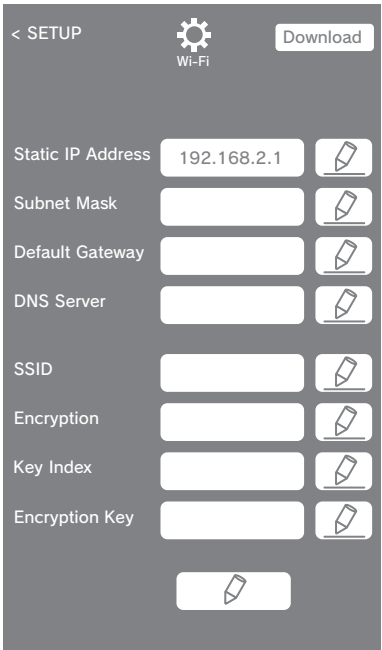 < SETUP
Wi-Fi
Download
Static IP Address 192.168.2.1
Subnet Mask
Default Gateway
DNS Server
SSID
Encryption
Key Index
Encryption Key